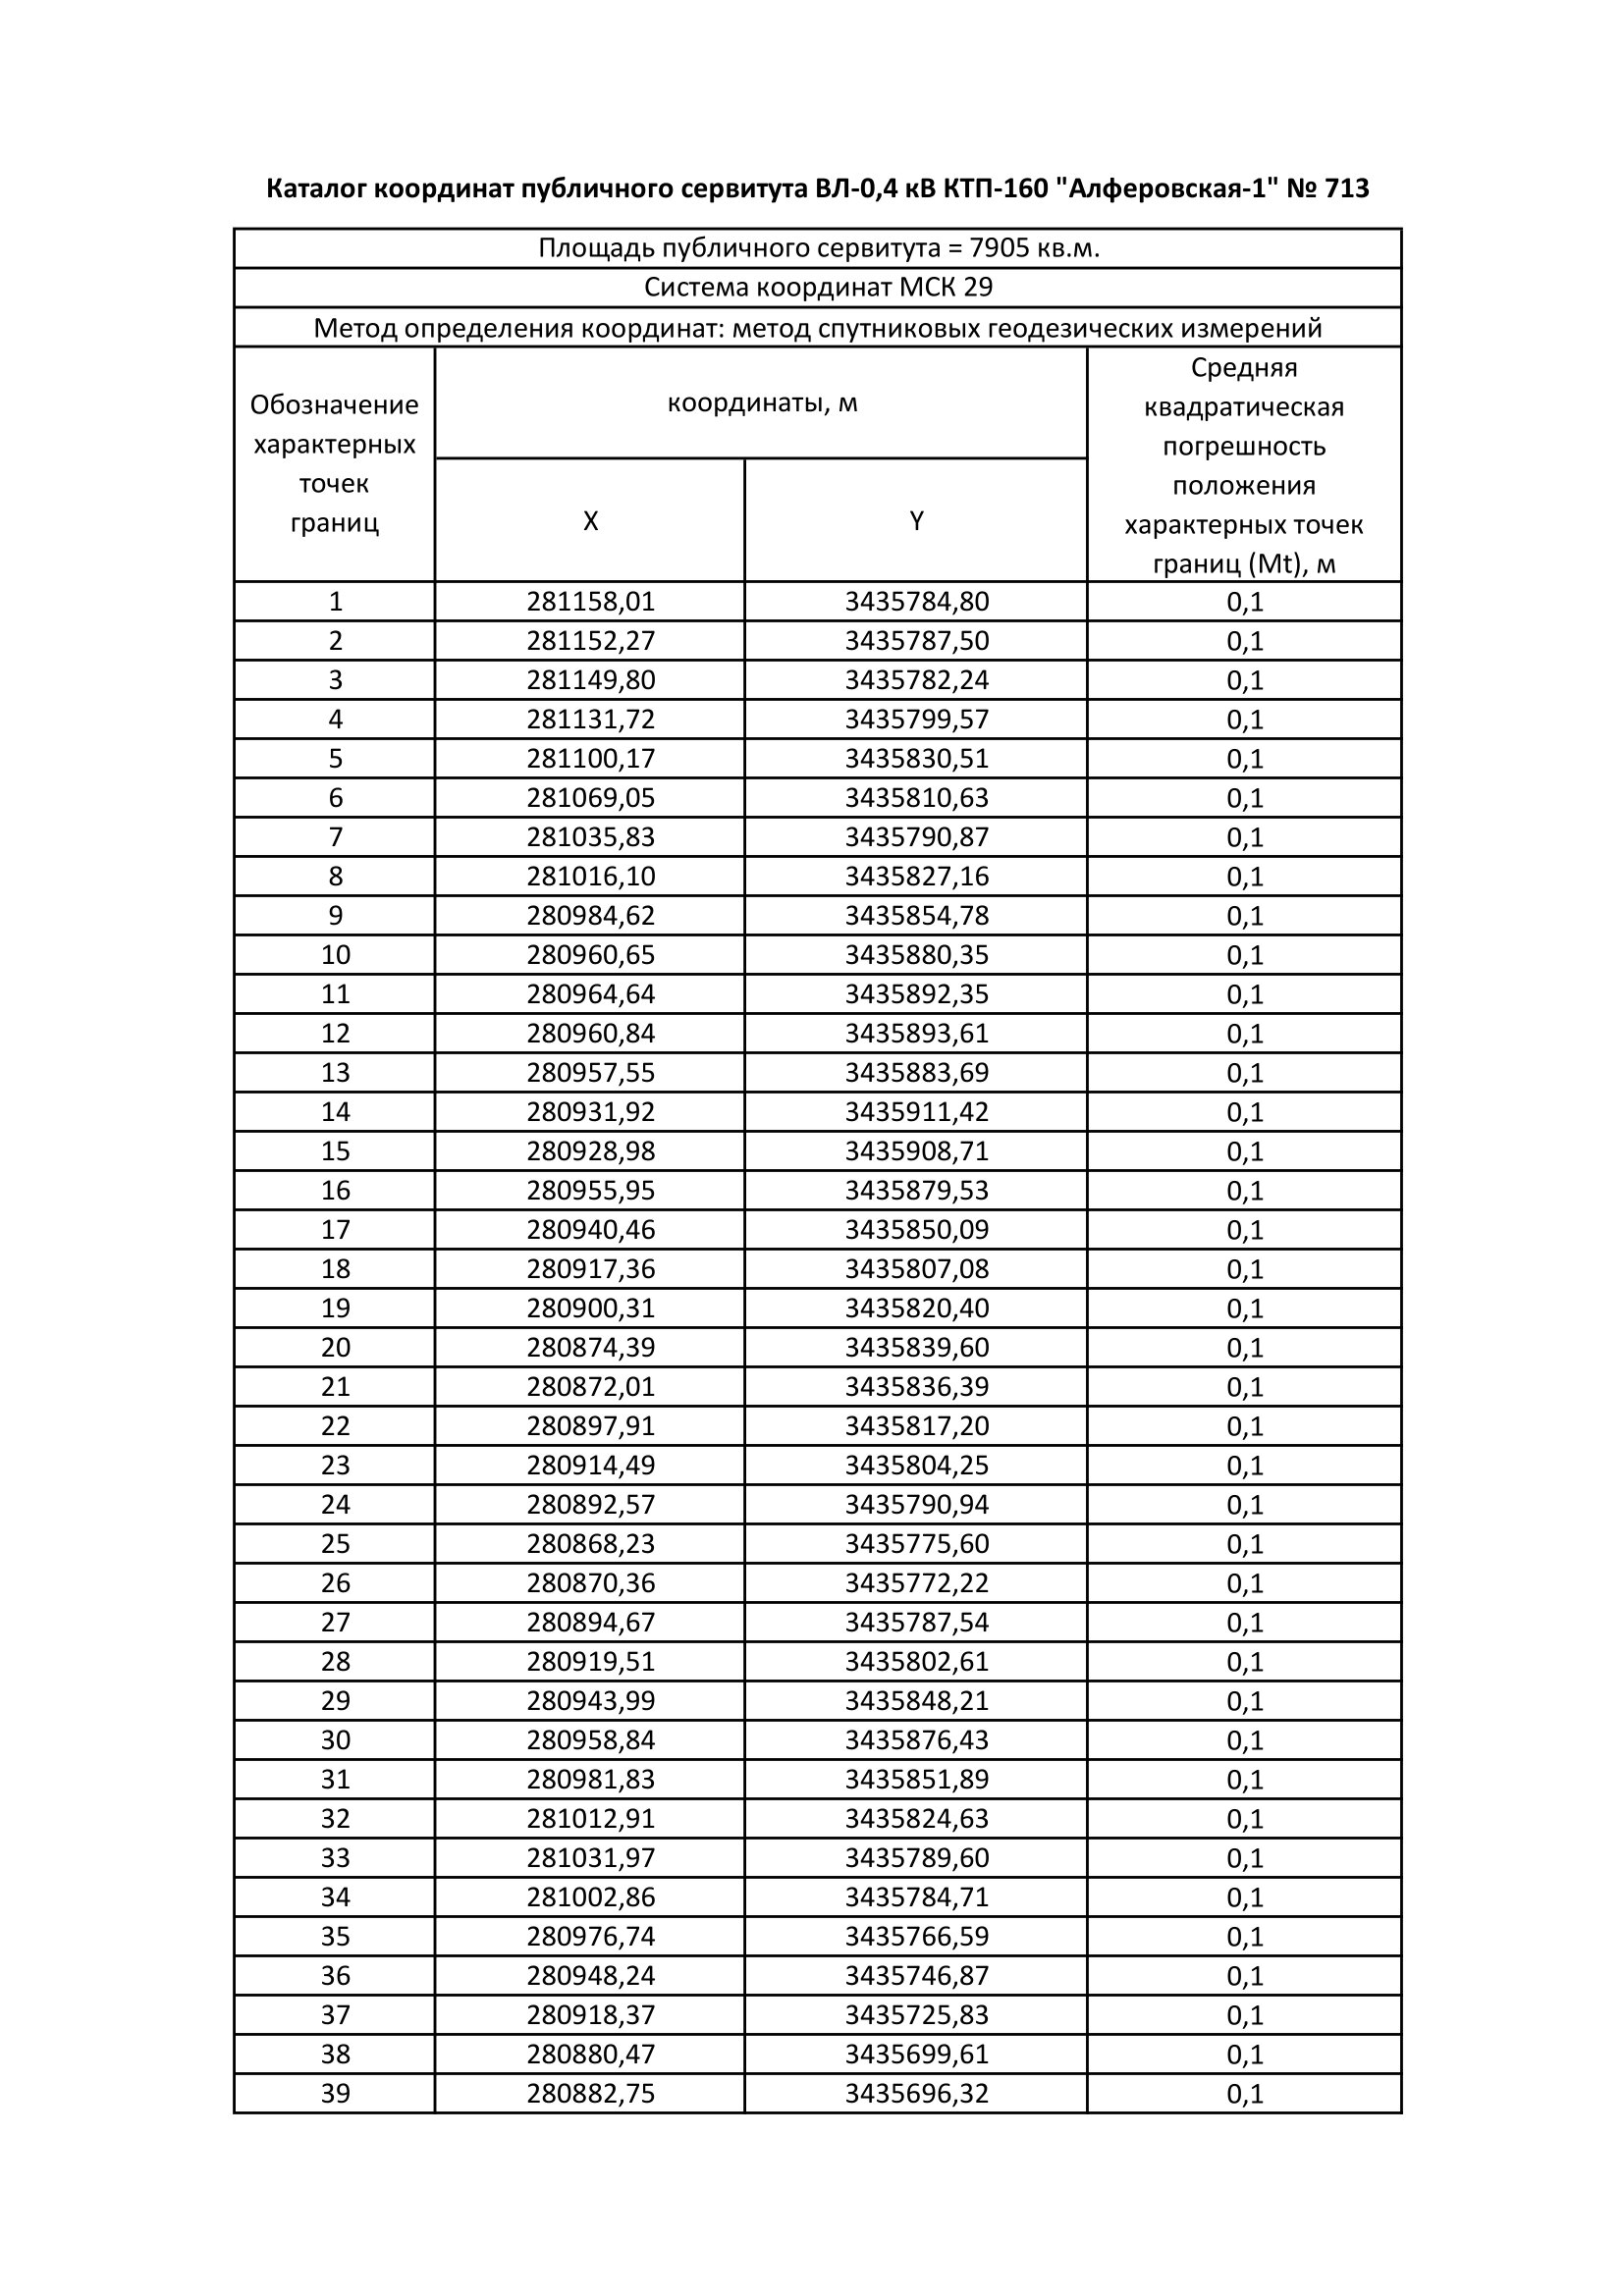 Каталог координат публичного сервитута ВЛ-0,4 кВ КТП-160 "Алферовская-1" № 713
Площадь публичного сервитута = 7905 кв.м.
Система координат МСК 29
Метод определения координат: метод спутниковых геодезических измерений
Обозначение
характерных
точек
границ
координаты, м
X
Y
Средняя
квадратическая
погрешность
положения
характерных точек
границ (Mt), м
1 281158,01 3435784,80 0,1
2 281152,27 3435787,50 0,1
3 281149,80 3435782,24 0,1
4 281131,72 3435799,57 0,1
5 281100,17 3435830,51 0,1
6 281069,05 3435810,63 0,1
7 281035,83 3435790,87 0,1
8 281016,10 3435827,16 0,1
9 280984,62 3435854,78 0,1
10 280960,65 3435880,35 0,1
11 280964,64 3435892,35 0,1
12 280960,84 3435893,61 0,1
13 280957,55 3435883,69 0,1
14 280931,92 3435911,42 0,1
15 280928,98 3435908,71 0,1
16 280955,95 3435879,53 0,1
17 280940,46 3435850,09 0,1
18 280917,36 3435807,08 0,1
19 280900,31 3435820,40 0,1
20 280874,39 3435839,60 0,1
21 280872,01 3435836,39 0,1
22 280897,91 3435817,20 0,1
23 280914,49 3435804,25 0,1
24 280892,57 3435790,94 0,1
25 280868,23 3435775,60 0,1
26 280870,36 3435772,22 0,1
27 280894,67 3435787,54 0,1
28 280919,51 3435802,61 0,1
29 280943,99 3435848,21 0,1
30 280958,84 3435876,43 0,1
31 280981,83 3435851,89 0,1
32 281012,91 3435824,63 0,1
33 281031,97 3435789,60 0,1
34 281002,86 3435784,71 0,1
35 280976,74 3435766,59 0,1
36 280948,24 3435746,87 0,1
37 280918,37 3435725,83 0,1
38 280880,47 3435699,61 0,1
39 280882,75 3435696,32 0,1